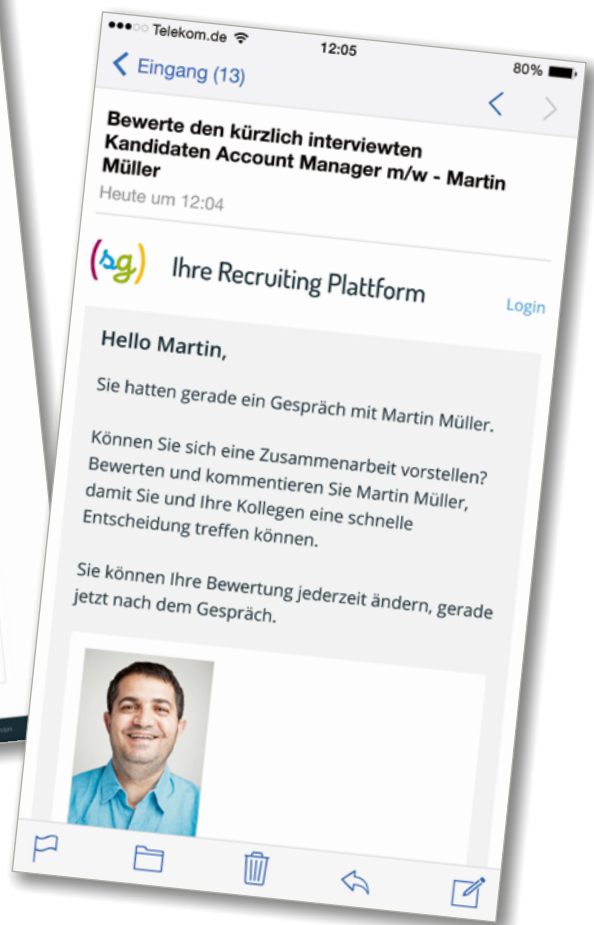 Telekom.de 12:05 80%
Eingang (13)
Bewerte den kürzlich interviewten
Kandidaten Account Manager m/w - Martin
Müller
Heute um 12:04
(sg) Ihre Recruiting Plattform Login
Hello Martin,
Sie hatten gerade ein Gespräch mit Martin Müller.
Können Sie sich eine Zusammenarbeit vorstellen?
Bewerten und kommentieren Sie Martin Müller,
damit Sie und Ihre Kollegen eine schnelle
Entscheidung treffen können.
Sie können Ihre Bewertung jederzeit ändern, gerade
jetzt nach dem Gespräch.